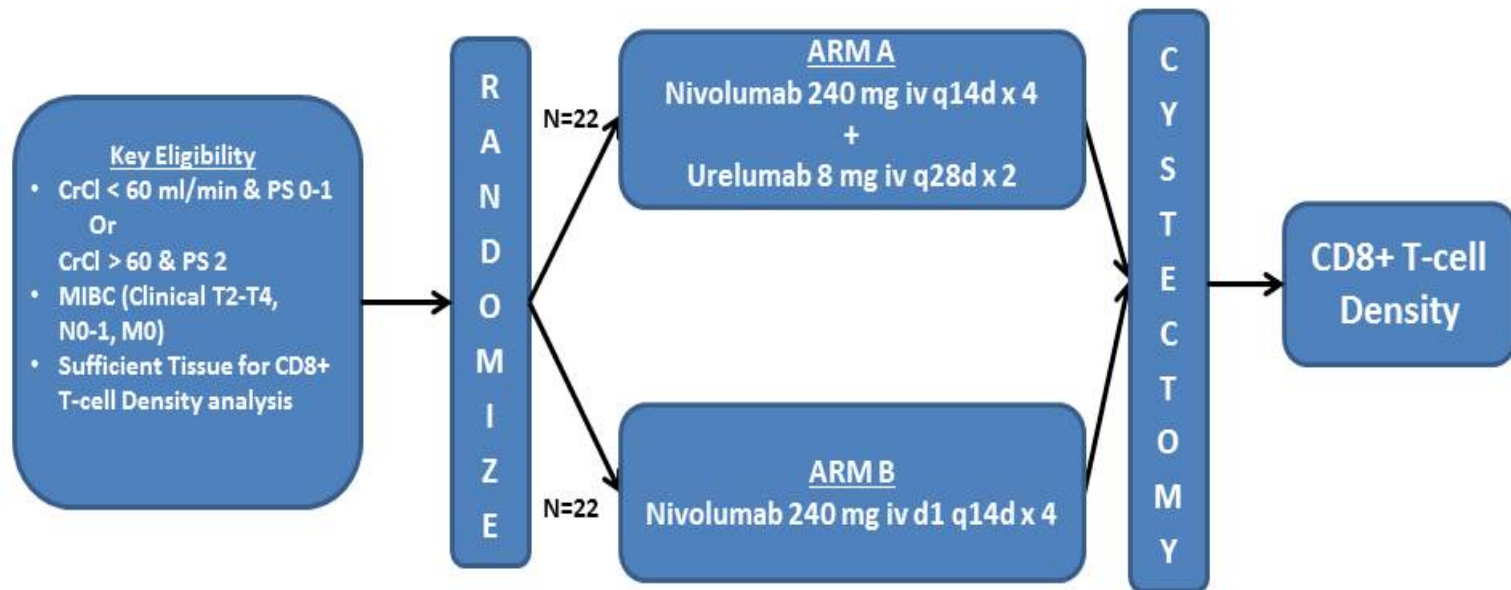 Key Eligibility
• CrCl < 60 ml/min & PS 0-1
Or
CrCl > 60 & PS 2
• MIBC (Clinical T2-T4,
N0-1, M0)
• Sufficient Tissue for CD8+
T-cell Density analysis
R
A
N
D
O
M
I
Z
E
N=22
N=22
ARM A
Nivolumab 240 mg iv q14d x 4
+
Urelumab 8 mg iv q28d x 2
ARM B
Nivolumab 240 mg iv d1 q14d x 4
C
Y
S
T
E
C
T
O
M
Y
CD8+ T-cell
Density